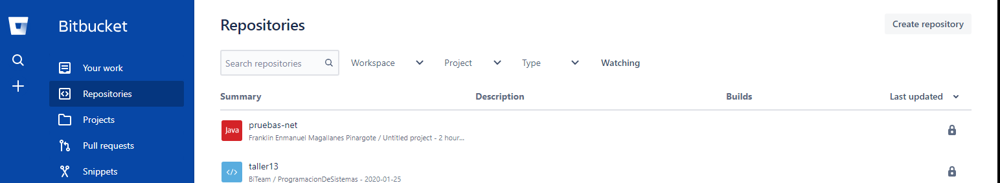 Bitbucket
Your work
Repositories
Projects
Pull requests
Snippets
Repositories
Create repository
Search repositories Workspace Project Type Watching
Summary Description Builds Last updated
Java pruebas-net
Franklin Enmanuel Magallanes Pinargote / Untitled project - 2 hour...
</> taller13
BiTeam / ProgramacionDeSistemas - 2020-01-25